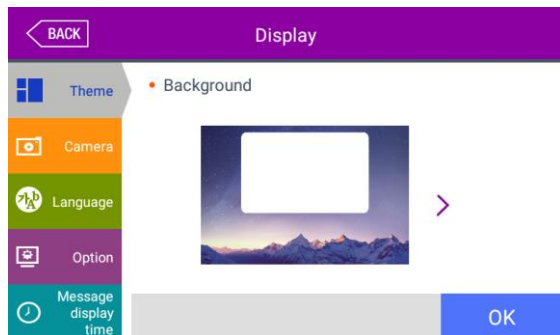 BACK
Display
Theme
Background
Camera
Language
Option
Message
display
time
OK